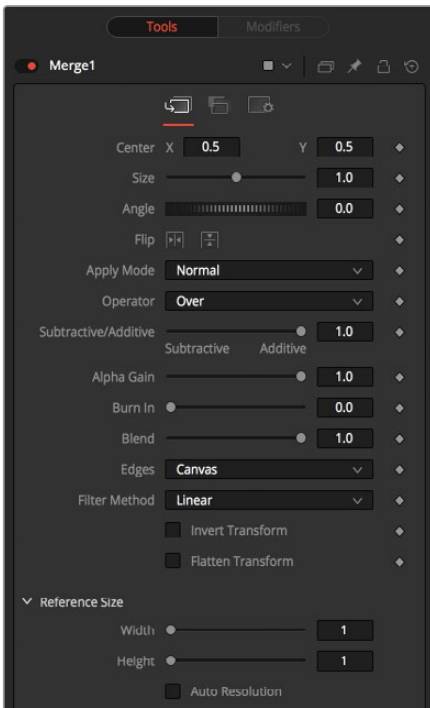 Tools Modifiers
Merge1
Center X 0.5 Y 0.5
Size 1.0
Angle 0.0
Flip
Apply Mode Normal
Operator Over
Subtractive/Additive 1.0
Subtractive Additive
Alpha Gain 1.0
Burn In 0.0
Blend 1.0
Edges Canvas
Filter Method Linear
Invert Transform
Flatten Transform
Reference Size
Width 1
Height 1
Auto Resolution